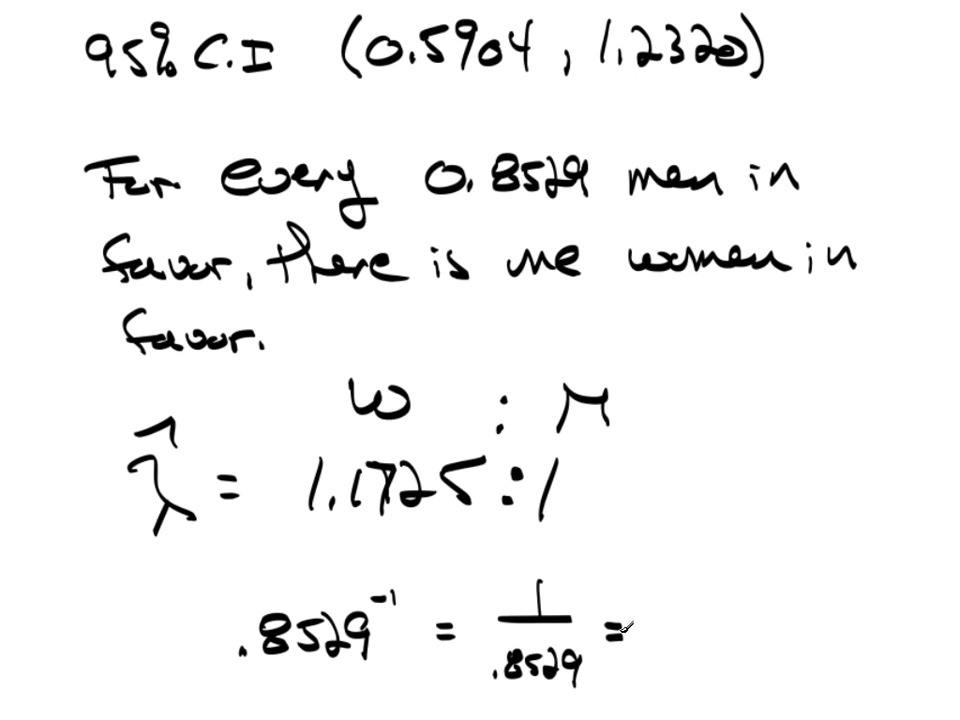 95% C.I (0.5904, 1.2320)
For every 0.8529 men in
favor, there is one women in
favor.
W : M
λ̂ = 1.1725 : 1
.8529⁻¹ = 1/.8529 =